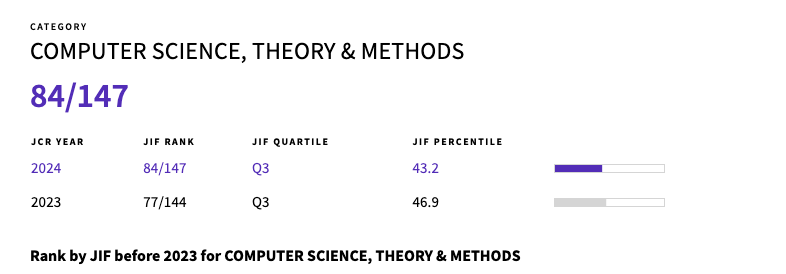 CATEGORY
COMPUTER SCIENCE, THEORY & METHODS
84/147
JCR YEAR JIF RANK JIF QUARTILE JIF PERCENTILE
2024 84/147 Q3 43.2
2023 77/144 Q3 46.9
Rank by JIF before 2023 for COMPUTER SCIENCE, THEORY & METHODS